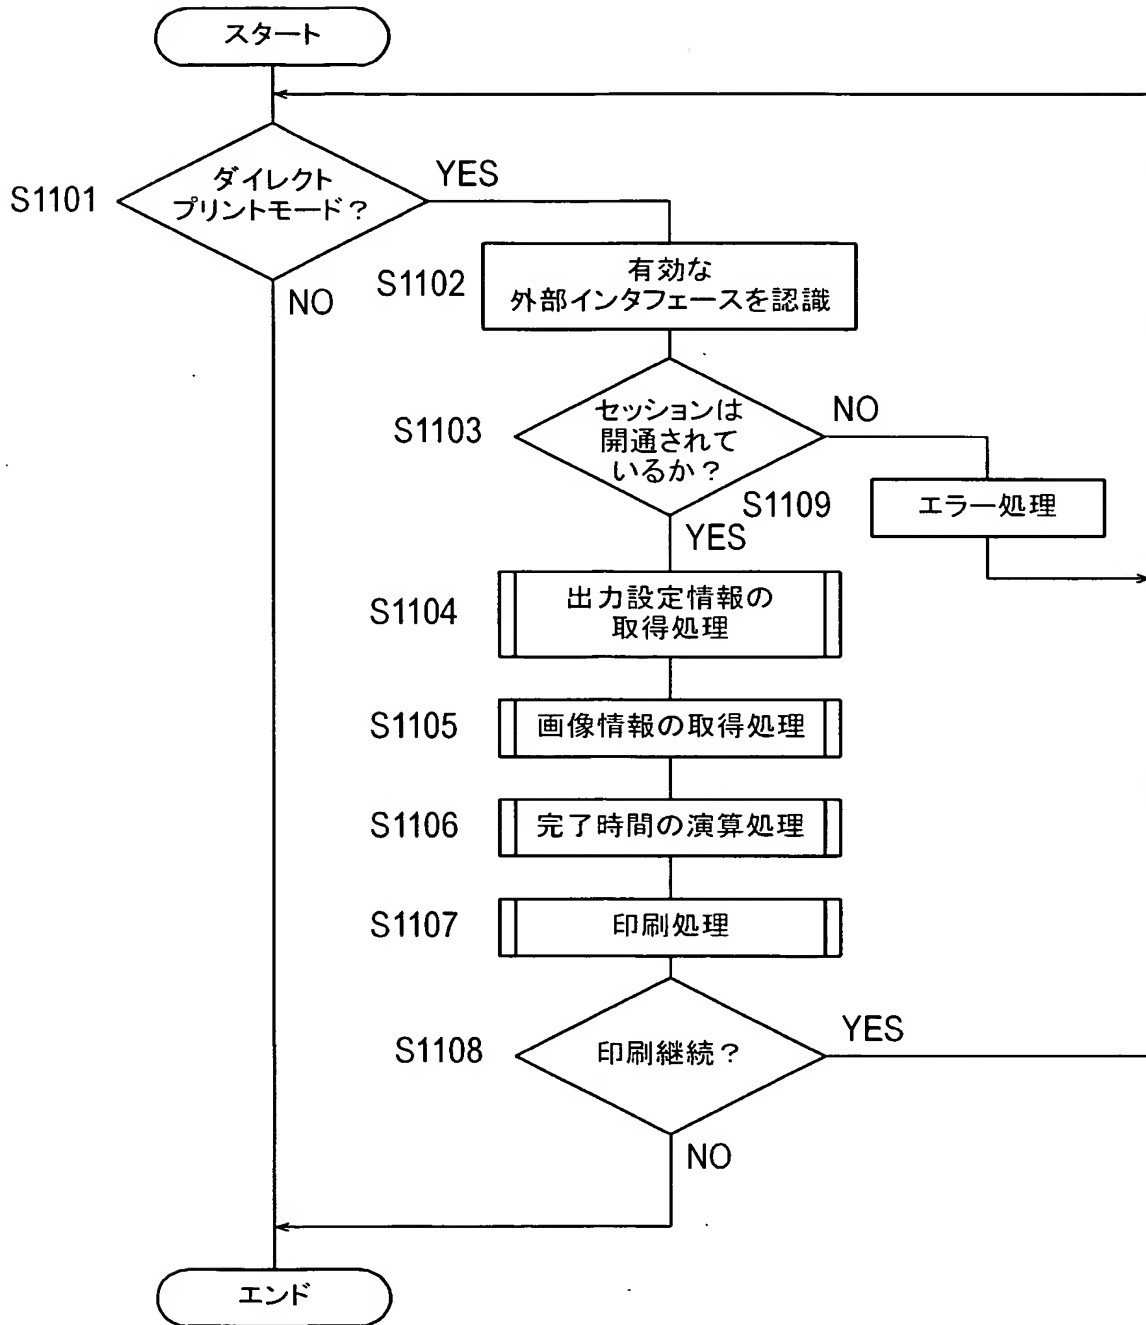 スタート
S1101
ダイレクト
プリントモード？
YES
NO
S1102
有効な
外部インタフェースを認識
S1103
セッションは
開通されて
いるか？
NO
YES
S1109
エラー処理
S1104
出力設定情報の
取得処理
S1105
画像情報の取得処理
S1106
完了時間の演算処理
S1107
印刷処理
S1108
印刷継続？
YES
NO
エンド